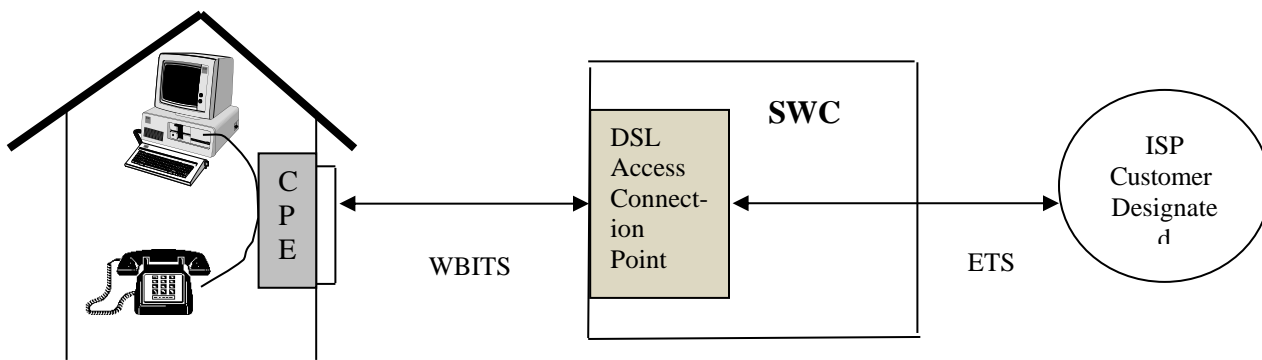 C
P
E
WBITS
DSL
Access
Connect-
ion
Point
SWC
ETS
ISP
Customer
Designate
d